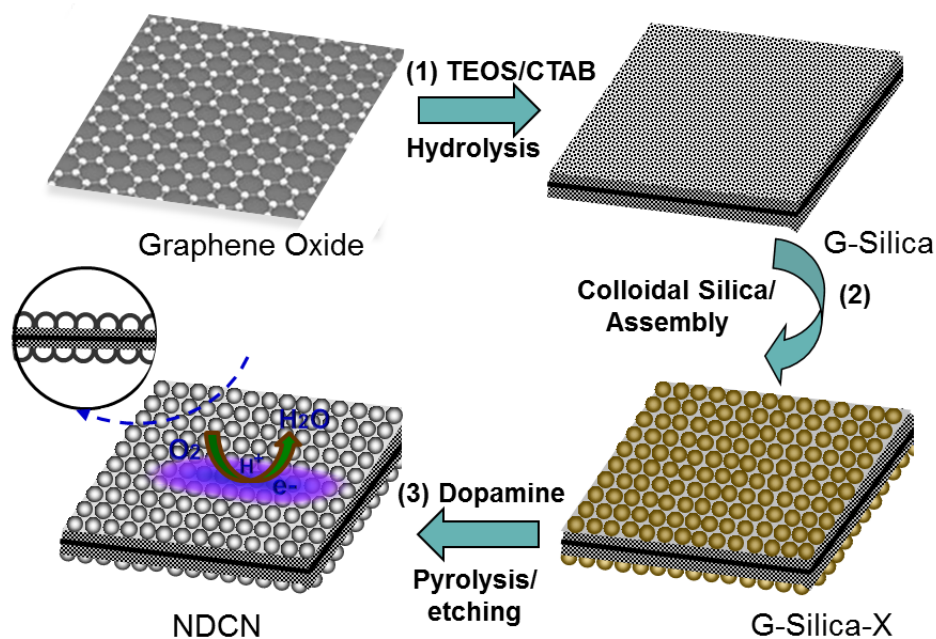 (1) TEOS/CTAB
Hydrolysis
Graphene Oxide
G-Silica
Colloidal Silica/
Assembly
(2)
H2O
O2
H+
e-
(3) Dopamine
Pyrolysis/
etching
NDCN
G-Silica-X